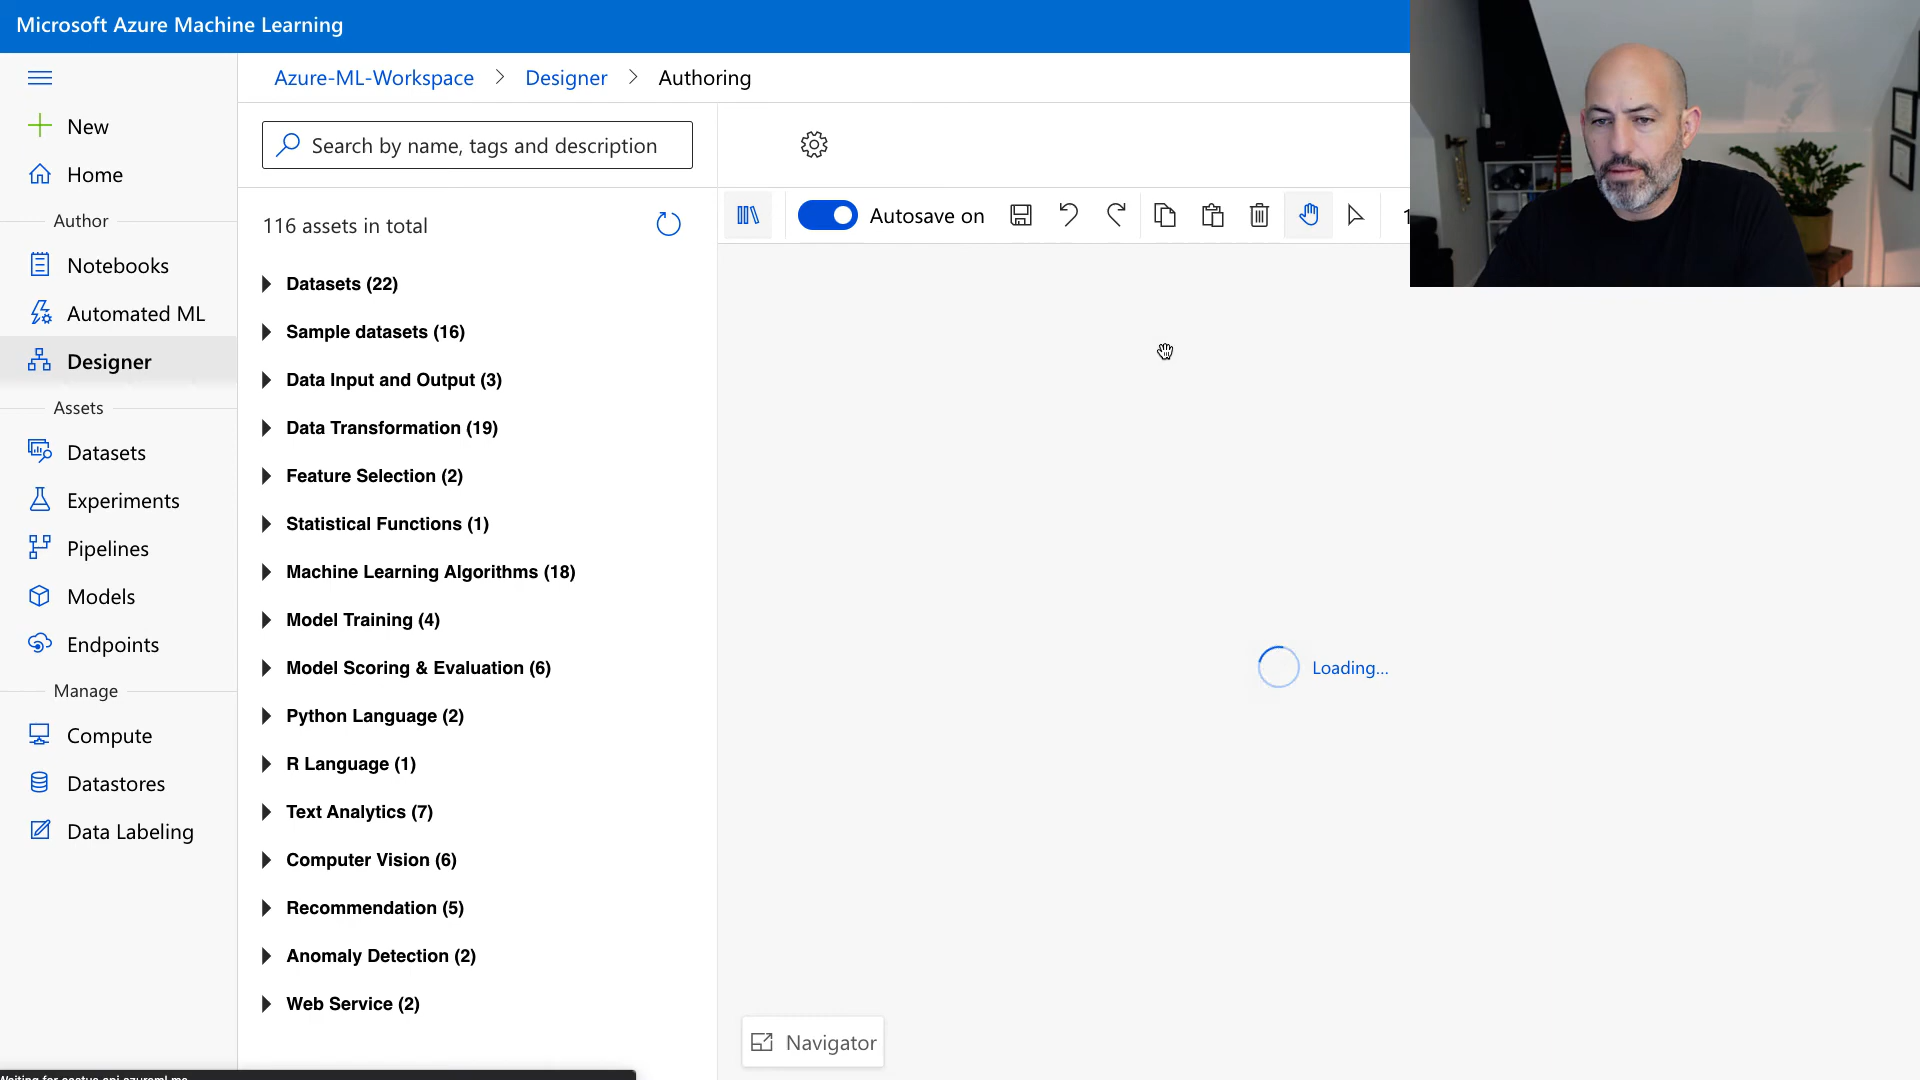 Microsoft Azure Machine Learning
Azure-ML-Workspace > Designer > Authoring
New
Home
Author
Notebooks
Automated ML
Designer
Assets
Datasets
Experiments
Pipelines
Models
Endpoints
Manage
Compute
Datastores
Data Labeling
Search by name, tags and description
116 assets in total
Datasets (22)
Sample datasets (16)
Data Input and Output (3)
Data Transformation (19)
Feature Selection (2)
Statistical Functions (1)
Machine Learning Algorithms (18)
Model Training (4)
Model Scoring & Evaluation (6)
Python Language (2)
R Language (1)
Text Analytics (7)
Computer Vision (6)
Recommendation (5)
Anomaly Detection (2)
Web Service (2)
Autosave on
Loading...
Navigator